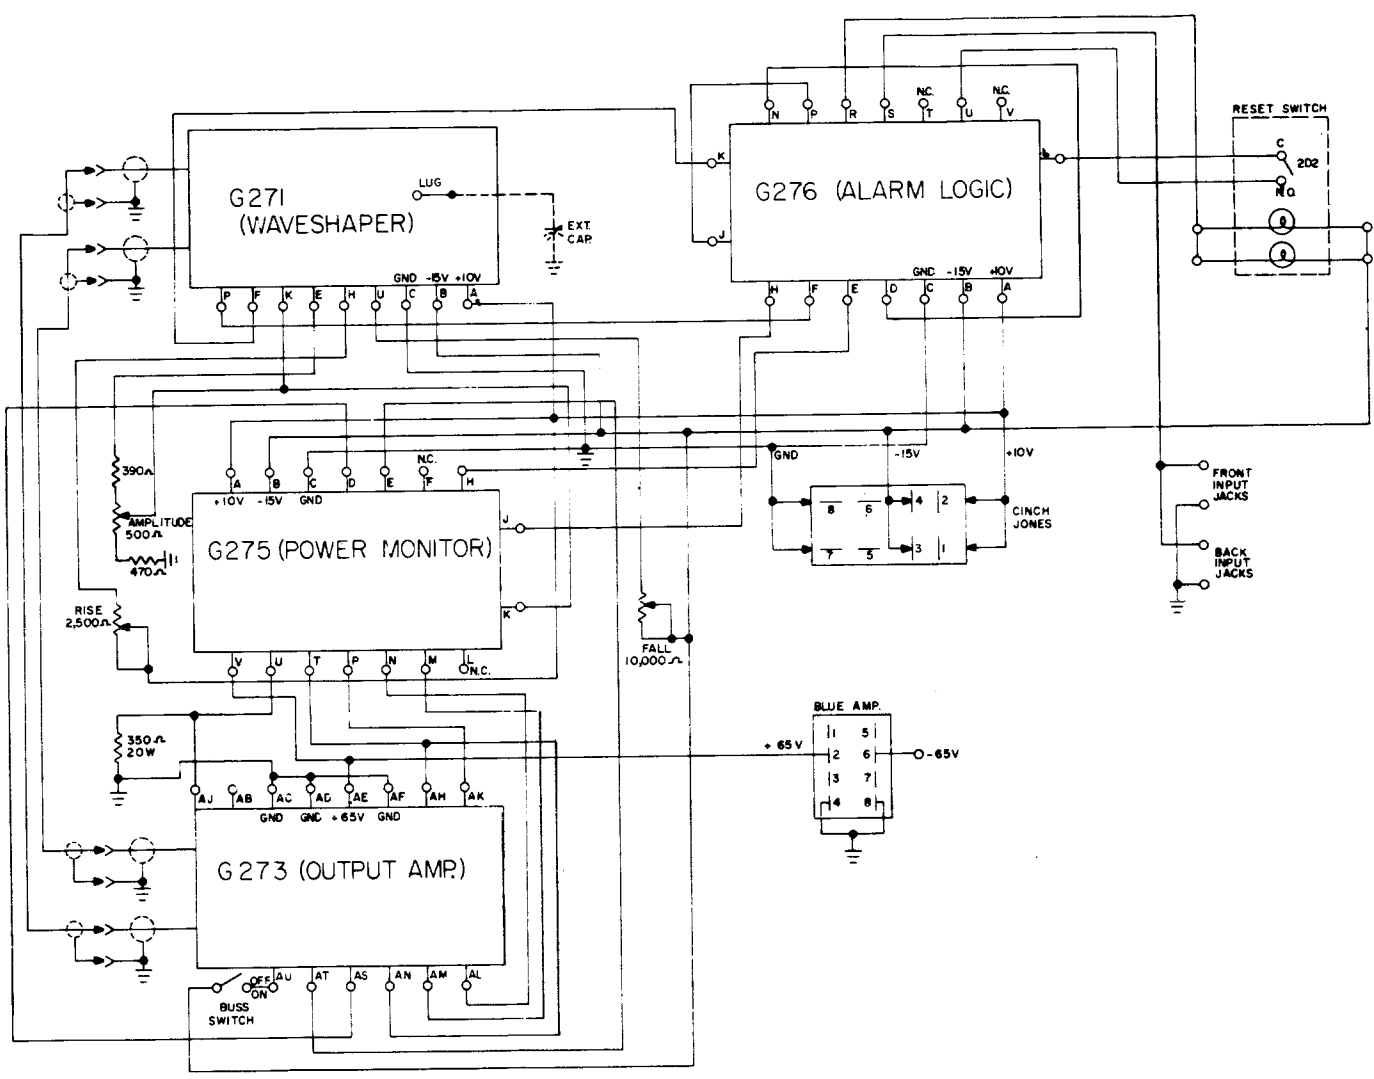 N P R S T U V
N.C. N.C.
RESET SWITCH
C
2D2
N.O.
K
L
J
G276 (ALARM LOGIC)
GND -15V +10V
H F E D C B A
LUG
G271
(WAVESHAPER)
EXT.
CAP.
GND -15V +10V
P F K E H U C B A
390Ω
AMPLITUDE
500Ω
470Ω
RISE
2,500Ω
N.C.
A B C D E F H
+10V -15V GND
G275 (POWER MONITOR)
J
K
V U T P N M L
N.C.
FALL
10,000Ω
GND
-15V
+10V
8 6 4 2
7 5 3 1
CINCH
JONES
FRONT
INPUT
JACKS
BACK
INPUT
JACKS
350Ω
20W
AJ AB AC AD AE AF AH AK
GND GND +65V GND
G273 (OUTPUT AMP.)
AU AT AS AN AM AL
OFF
ON
BUSS
SWITCH
BLUE AMP.
+65V
-65V
1 5
2 6
3 7
4 8